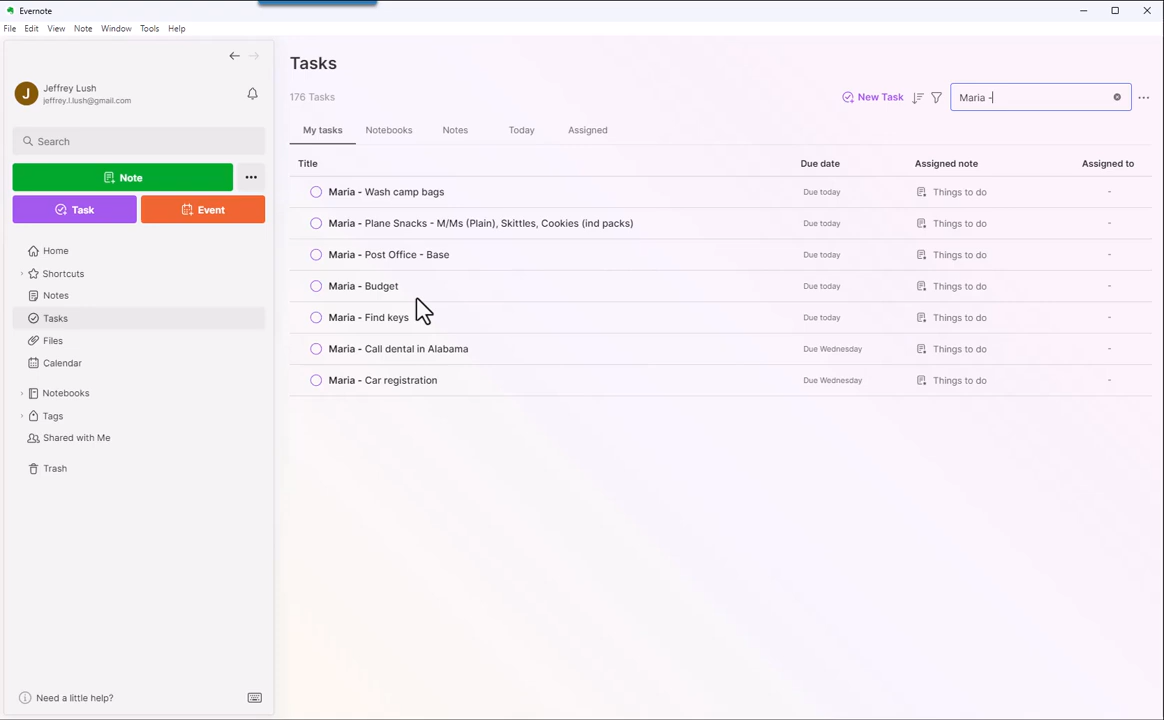 Evernote
File Edit View Note Window Tools Help
J
Jeffrey Lush
jeffrey.l.lush@gmail.com
Search
Note
Task
Event
Home
Shortcuts
Notes
Tasks
Files
Calendar
Notebooks
Tags
Shared with Me
Trash
Need a little help?
Tasks
176 Tasks
New Task
Maria -
My tasks Notebooks Notes Today Assigned
Title Due date Assigned note Assigned to
Maria - Wash camp bags Due today Things to do -
Maria - Plane Snacks - M/Ms (Plain), Skittles, Cookies (ind packs) Due today Things to do -
Maria - Post Office - Base Due today Things to do -
Maria - Budget Due today Things to do -
Maria - Find keys Due today Things to do -
Maria - Call dental in Alabama Due Wednesday Things to do -
Maria - Car registration Due Wednesday Things to do -